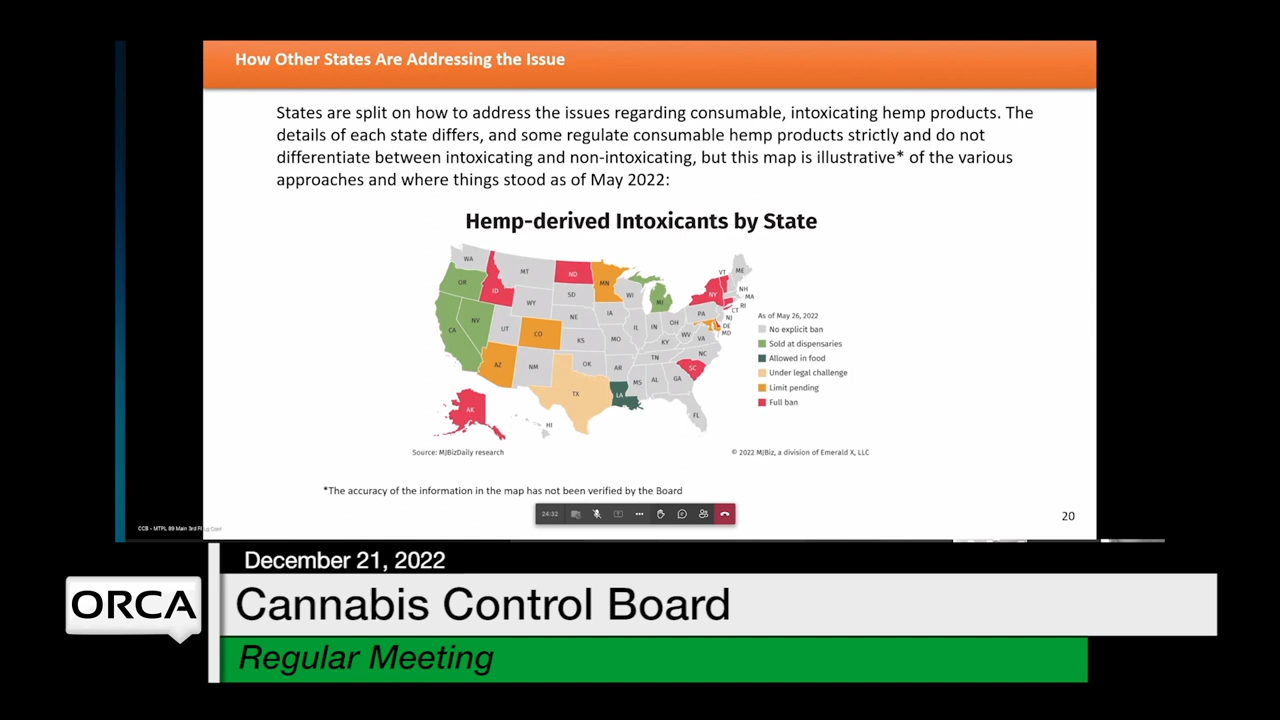 How Other States Are Addressing the Issue
States are split on how to address the issues regarding consumable, intoxicating hemp products. The
details of each state differs, and some regulate consumable hemp products strictly and do not
differentiate between intoxicating and non-intoxicating, but this map is illustrative* of the various
approaches and where things stood as of May 2022:
Hemp-derived Intoxicants by State
WA
MT
ND
MN
VT
ME
OR
ID
SD
WI
MI
NY
NH
MA
WY
RI
CT
NV
NE
IA
PA
NJ
CA
UT
CO
IL
IN
OH
DE
MD
KS
MO
KY
WV
VA
AZ
NM
OK
AR
TN
NC
SC
TX
LA
MS
AL
GA
AK
HI
FL
As of May 26, 2022
No explicit ban
Sold at dispensaries
Allowed in food
Under legal challenge
Limit pending
Full ban
Source: MJBizDaily research
© 2022 MJBiz, a division of Emerald X, LLC
*The accuracy of the information in the map has not been verified by the Board
24:32
20
CCB - MTPL 89 Main 3rd
December 21, 2022
ORCA
Cannabis Control Board
Regular Meeting